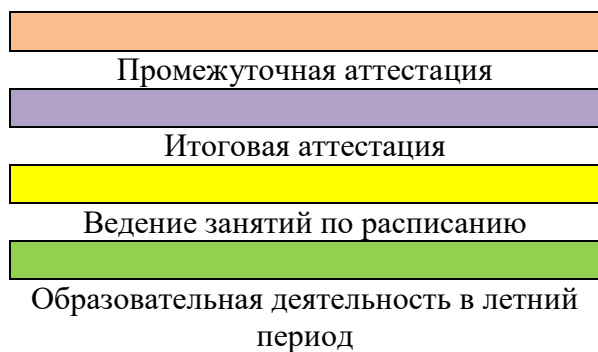 Промежуточная аттестация
Итоговая аттестация
Ведение занятий по расписанию
Образовательная деятельность в летний
период